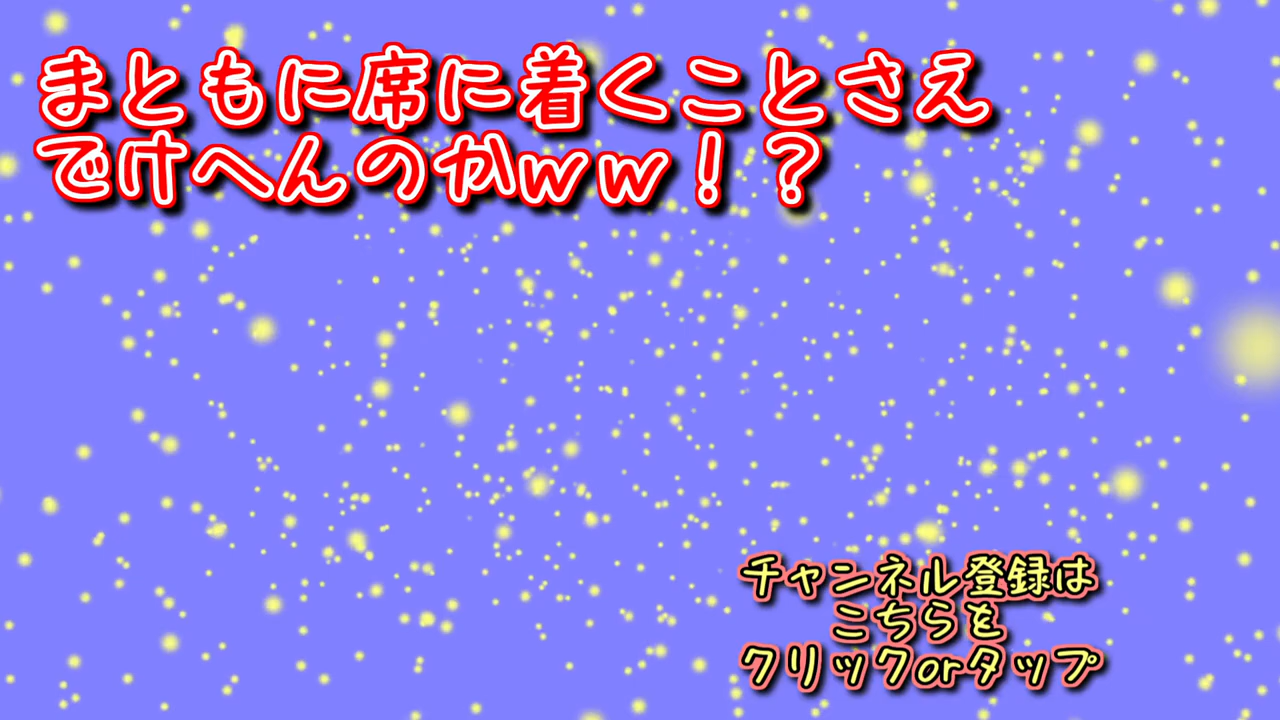 まともに席に着くことさえ
でけへんのかｗｗ！？
チャンネル登録は
こちらを
クリックorタップ